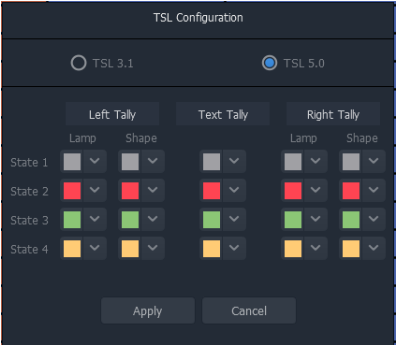 TSL Configuration
TSL 3.1 TSL 5.0
Left Tally Text Tally Right Tally
Lamp Shape Lamp Shape
State 1
State 2
State 3
State 4
Apply Cancel